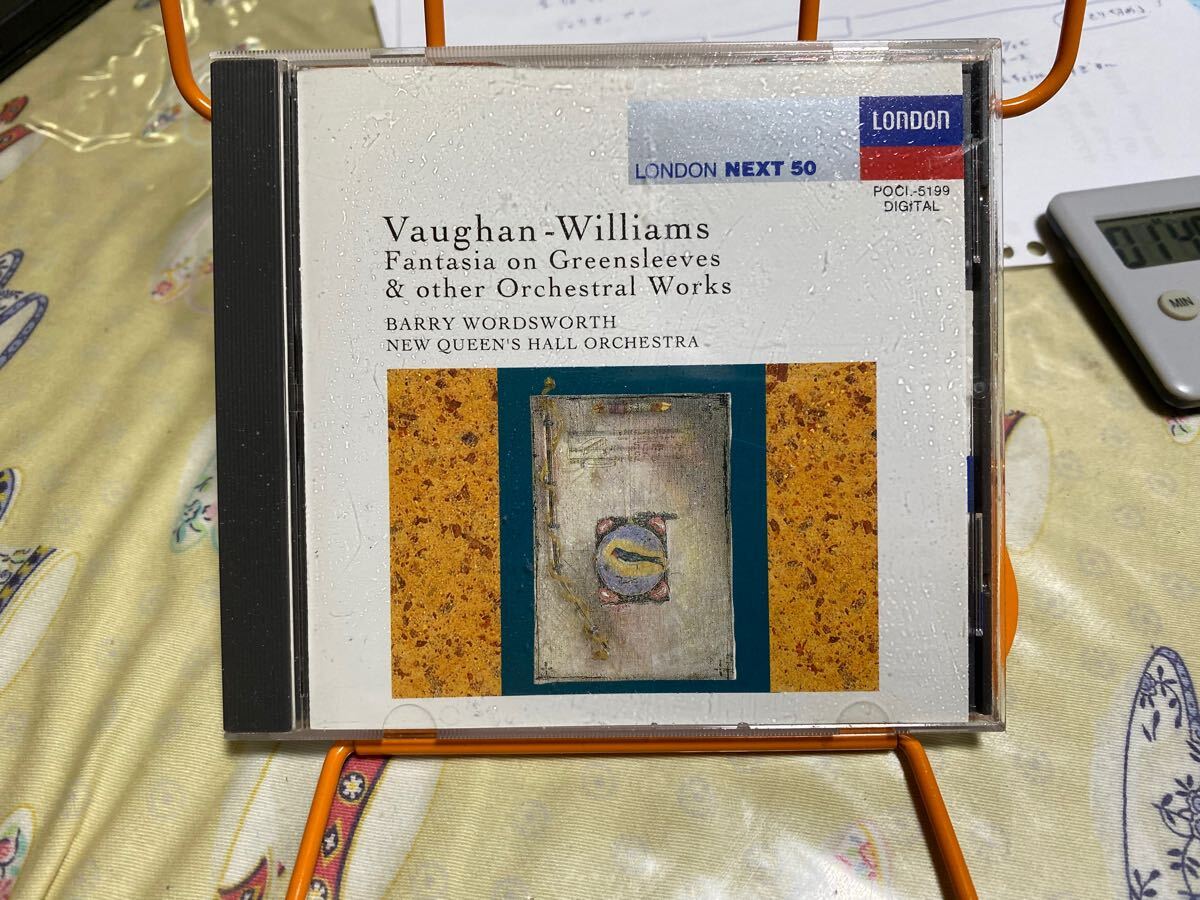 LONDON
LONDON NEXT 50
POCL-5199
DIGITAL
Vaughan-Williams
Fantasia on Greensleeves
& other Orchestral Works
BARRY WORDSWORTH
NEW QUEEN'S HALL ORCHESTRA
MIN